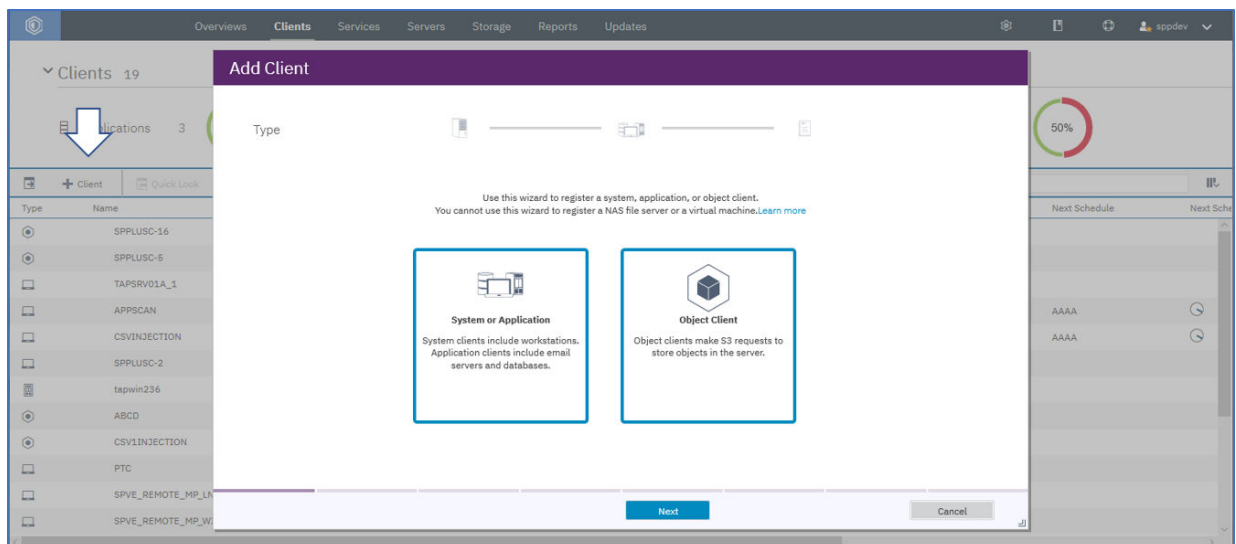 Overviews Clients Services Servers Storage Reports Updates sppdev
Clients 19
Add Client
3
50%
Type
Client Quick Look
Use this wizard to register a system, application, or object client.
You cannot use this wizard to register a NAS file server or a virtual machine.Learn more
Type Name Next Schedule Next Sche
SPPLUSC-16
SPPLUSC-5
TAPSRV01A_1
APPSCAN AAAA
CSVINJECTION AAAA
SPPLUSC-2
tapwin236
ABCD
CSV1INJECTION
PTC
SPVE_REMOTE_MP_LN
SPVE_REMOTE_MP_W
System or Application
System clients include workstations.
Application clients include email
servers and databases.
Object Client
Object clients make S3 requests to
store objects in the server.
Next Cancel